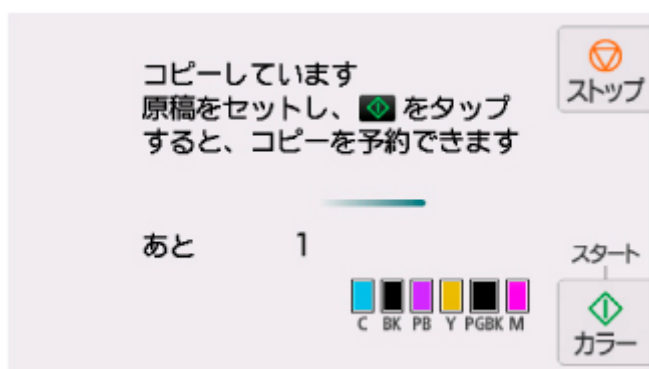 コピーしています
原稿をセットし、 をタップ
すると、コピーを予約できます
ストップ
あと 1
C BK PB Y PGBK M
スタート
カラー